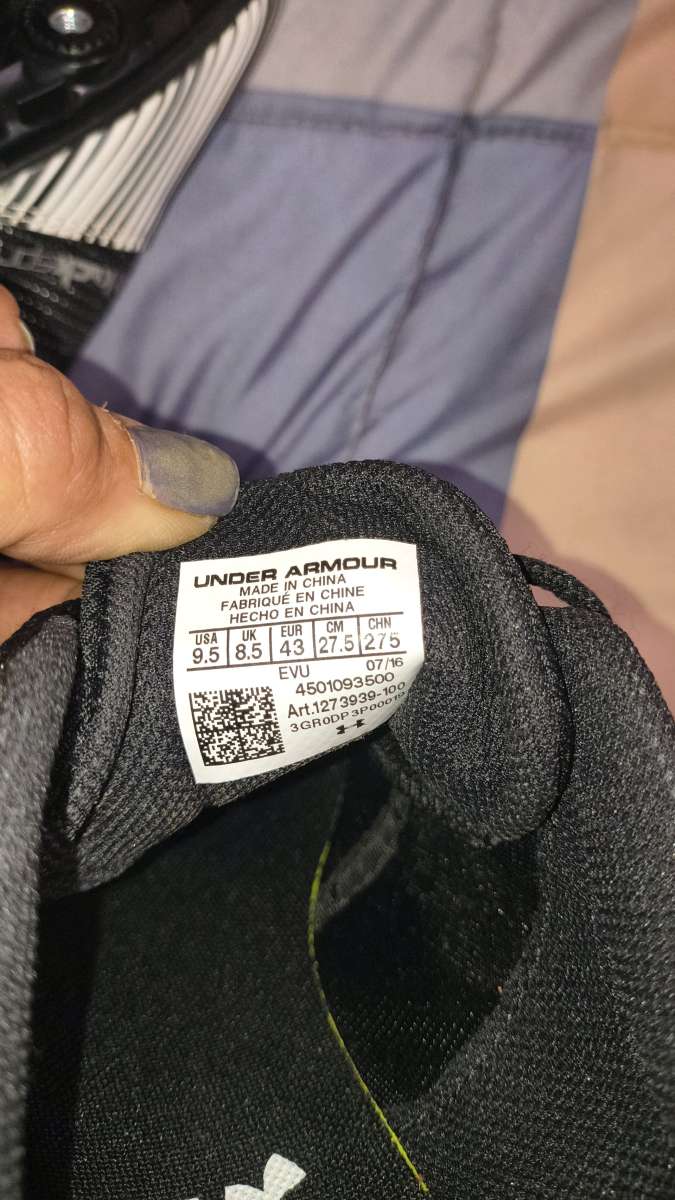 UNDER ARMOUR
MADE IN CHINA
FABRIQUÉ EN CHINE
HECHO EN CHINA
USA UK EUR CM CHN
9.5 8.5 43 27.5 275
EVU 07/16
4501093500
Art.1273939-100
3GR0DP3P00019